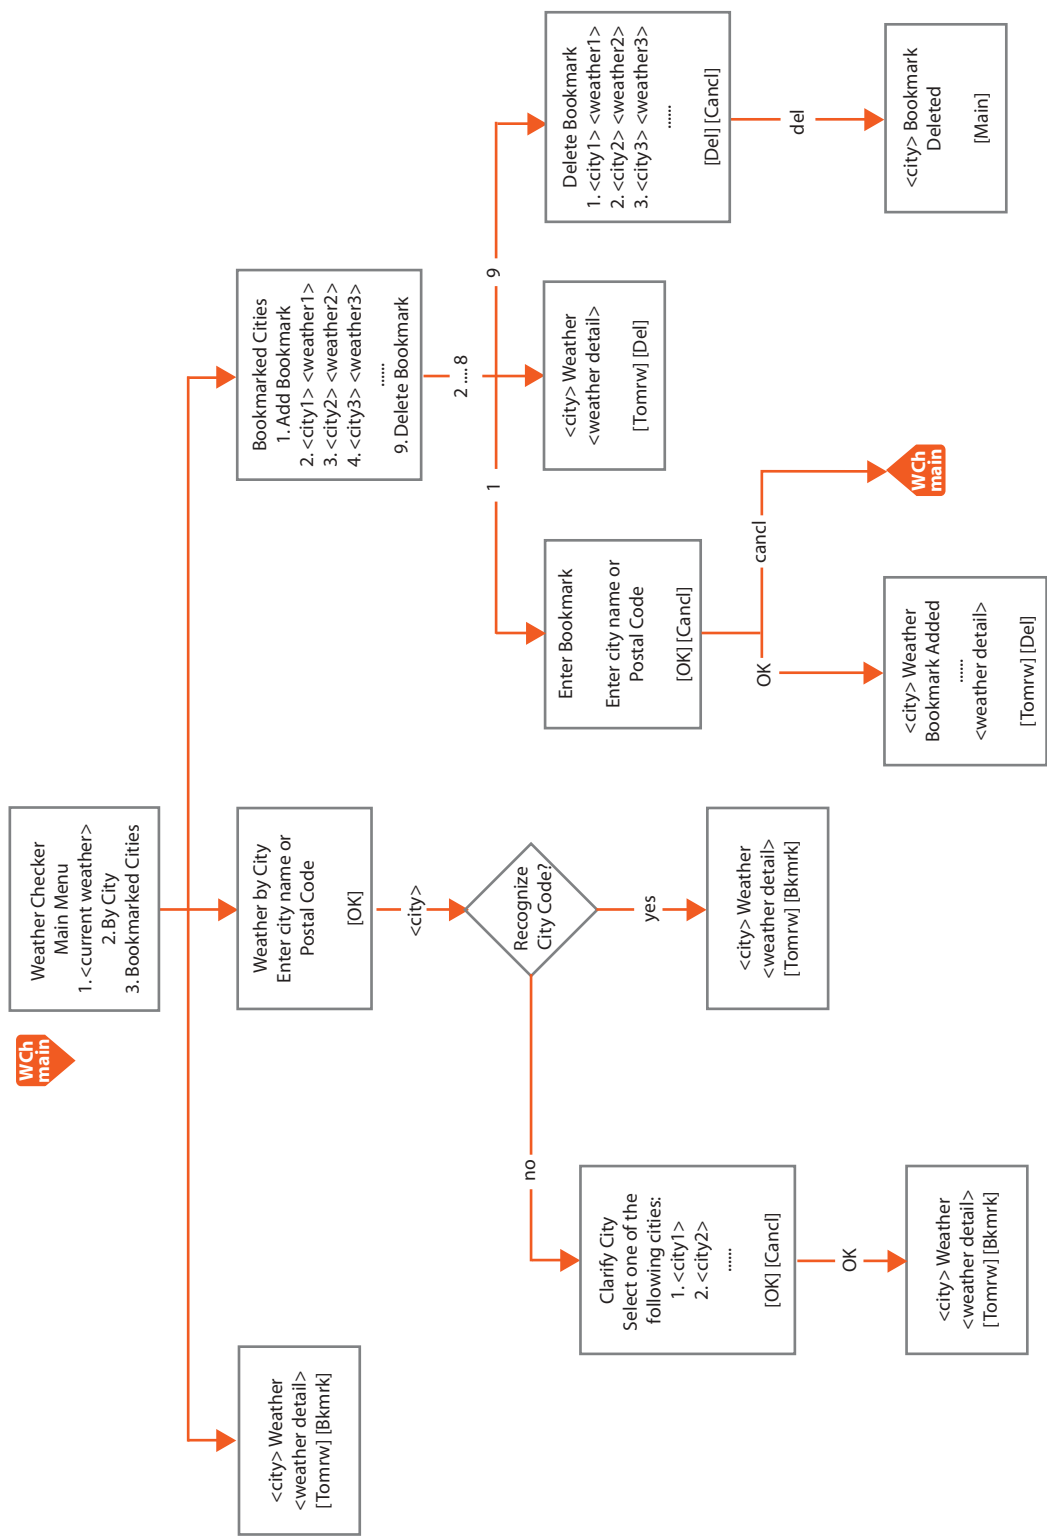 WCh
main
Weather Checker
Main Menu
1. <current weather>
2. By City
3. Bookmarked Cities
<city> Weather
<weather detail>
[Tomrw] [Bkmrk]
Weather by City
Enter city name or
Postal Code
[OK]
Bookmarked Cities
1. Add Bookmark
2. <city1> <weather1>
3. <city2> <weather2>
4. <city3> <weather3>
......
9. Delete Bookmark
<city>
2 .... 8
Recognize
City Code?
no
yes
1
9
Clarify City
Select one of the
following cities:
1. <city1>
2. <city2>
......
[OK] [Cancl]
<city> Weather
<weather detail>
[Tomrw] [Bkmrk]
Enter Bookmark
Enter city name or
Postal Code
[OK] [Cancl]
<city> Weather
<weather detail>
[Tomrw] [Del]
Delete Bookmark
1. <city1> <weather1>
2. <city2> <weather2>
3. <city3> <weather3>
......
[Del] [Cancl]
OK
OK
cancl
del
<city> Weather
<weather detail>
[Tomrw] [Bkmrk]
<city> Weather
Bookmark Added
......
<weather detail>
[Tomrw] [Del]
WCh
main
<city> Bookmark
Deleted
[Main]